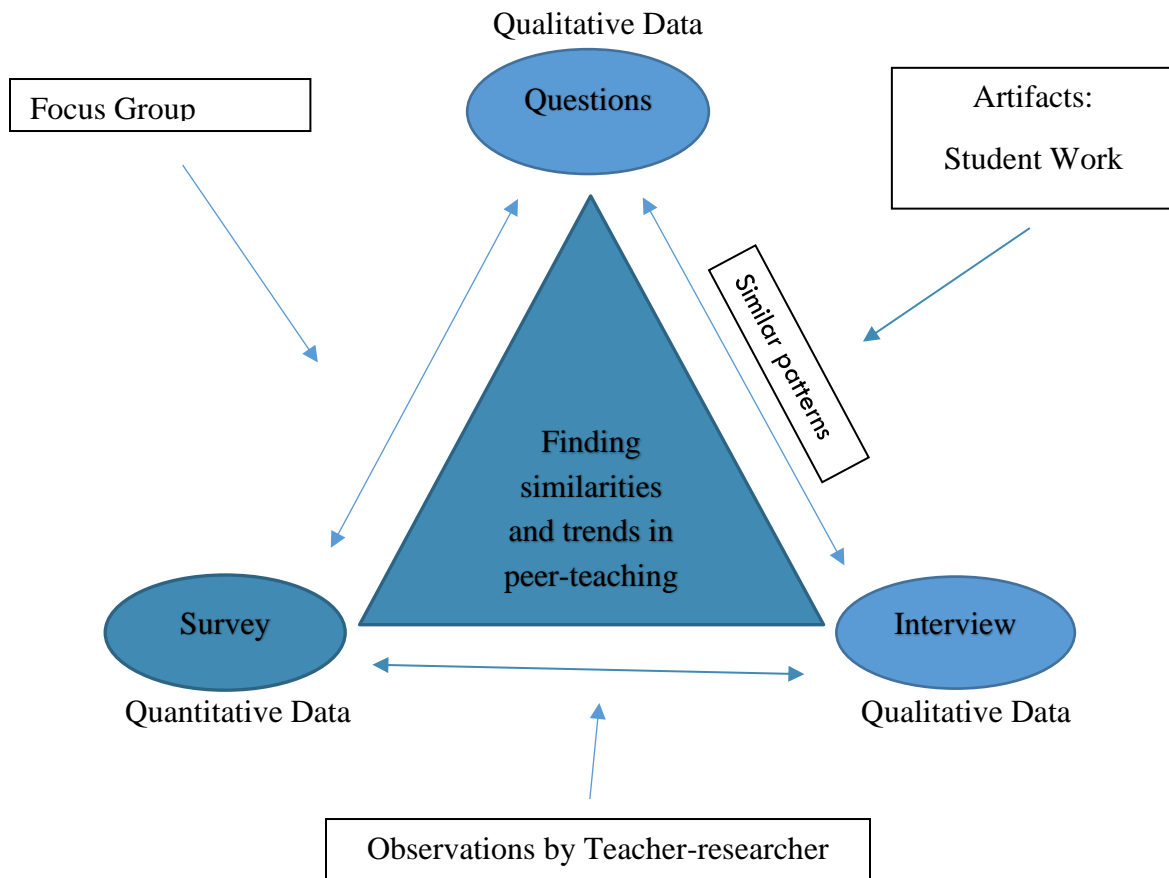 Qualitative Data
Questions
Focus Group
Artifacts:
Student Work
Similar patterns
Finding
similarities
and trends in
peer-teaching
Survey
Interview
Quantitative Data
Qualitative Data
Observations by Teacher-researcher